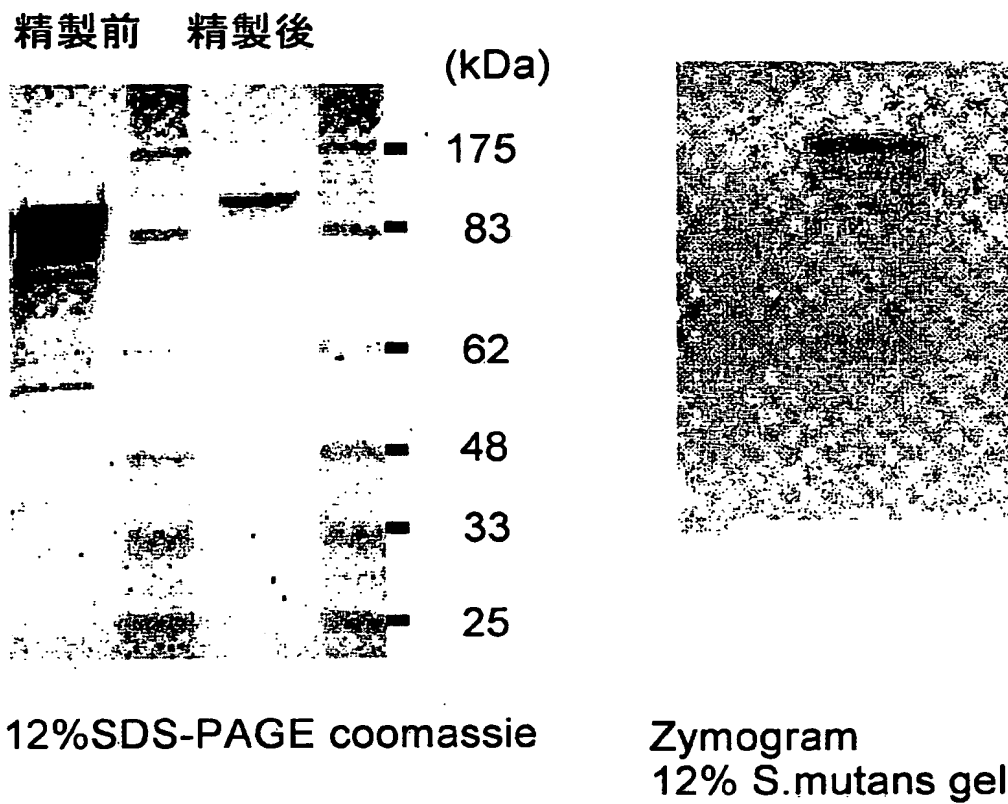 精製前 精製後
(kDa)
175
83
62
48
33
25
12%SDS-PAGE coomassie
Zymogram
12% S.mutans gel